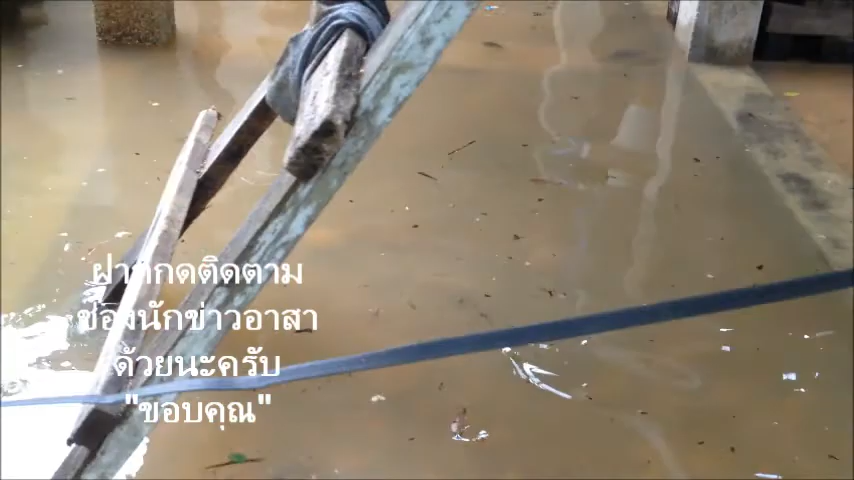 ฝากกดติดตาม
ช่องนักข่าวอาสา
ด้วยนะครับ
"ขอบคุณ"